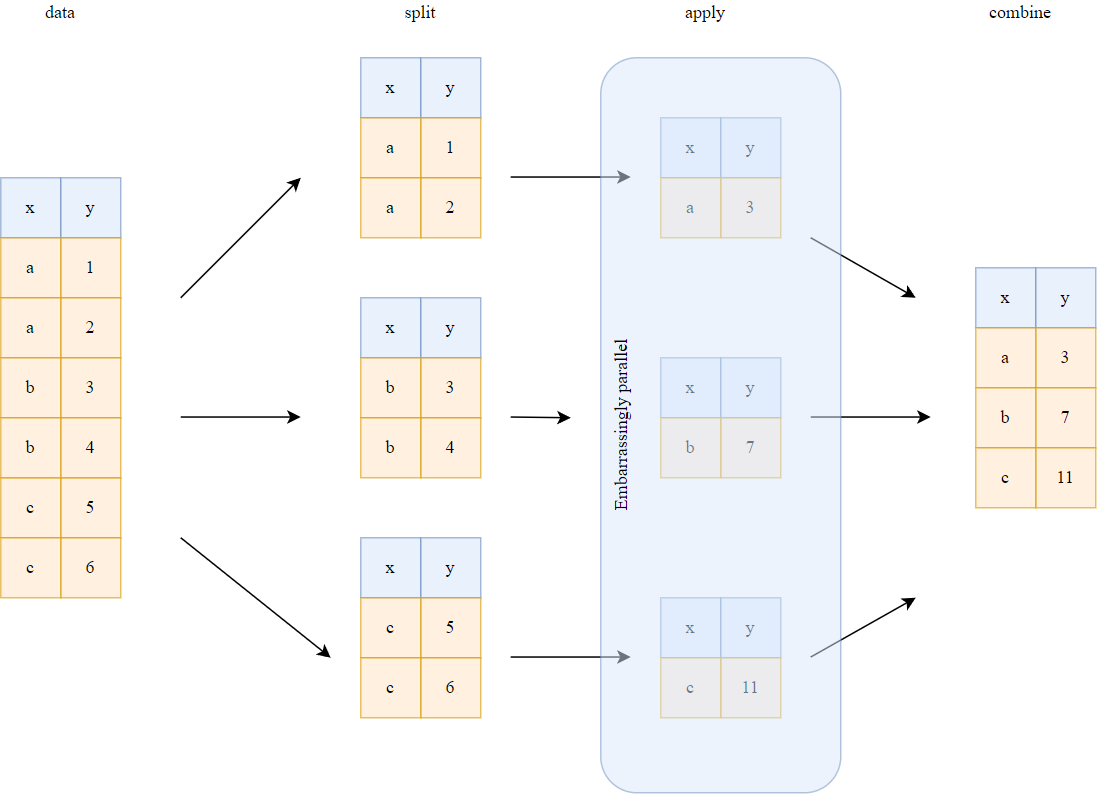 data split apply combine
x y
a 1
a 2
b 3
b 4
c 5
c 6
x y
a 1
a 2
x y
b 3
b 4
x y
c 5
c 6
Embarrassingly parallel
x y
a 3
x y
b 7
x y
c 11
x y
a 3
b 7
c 11